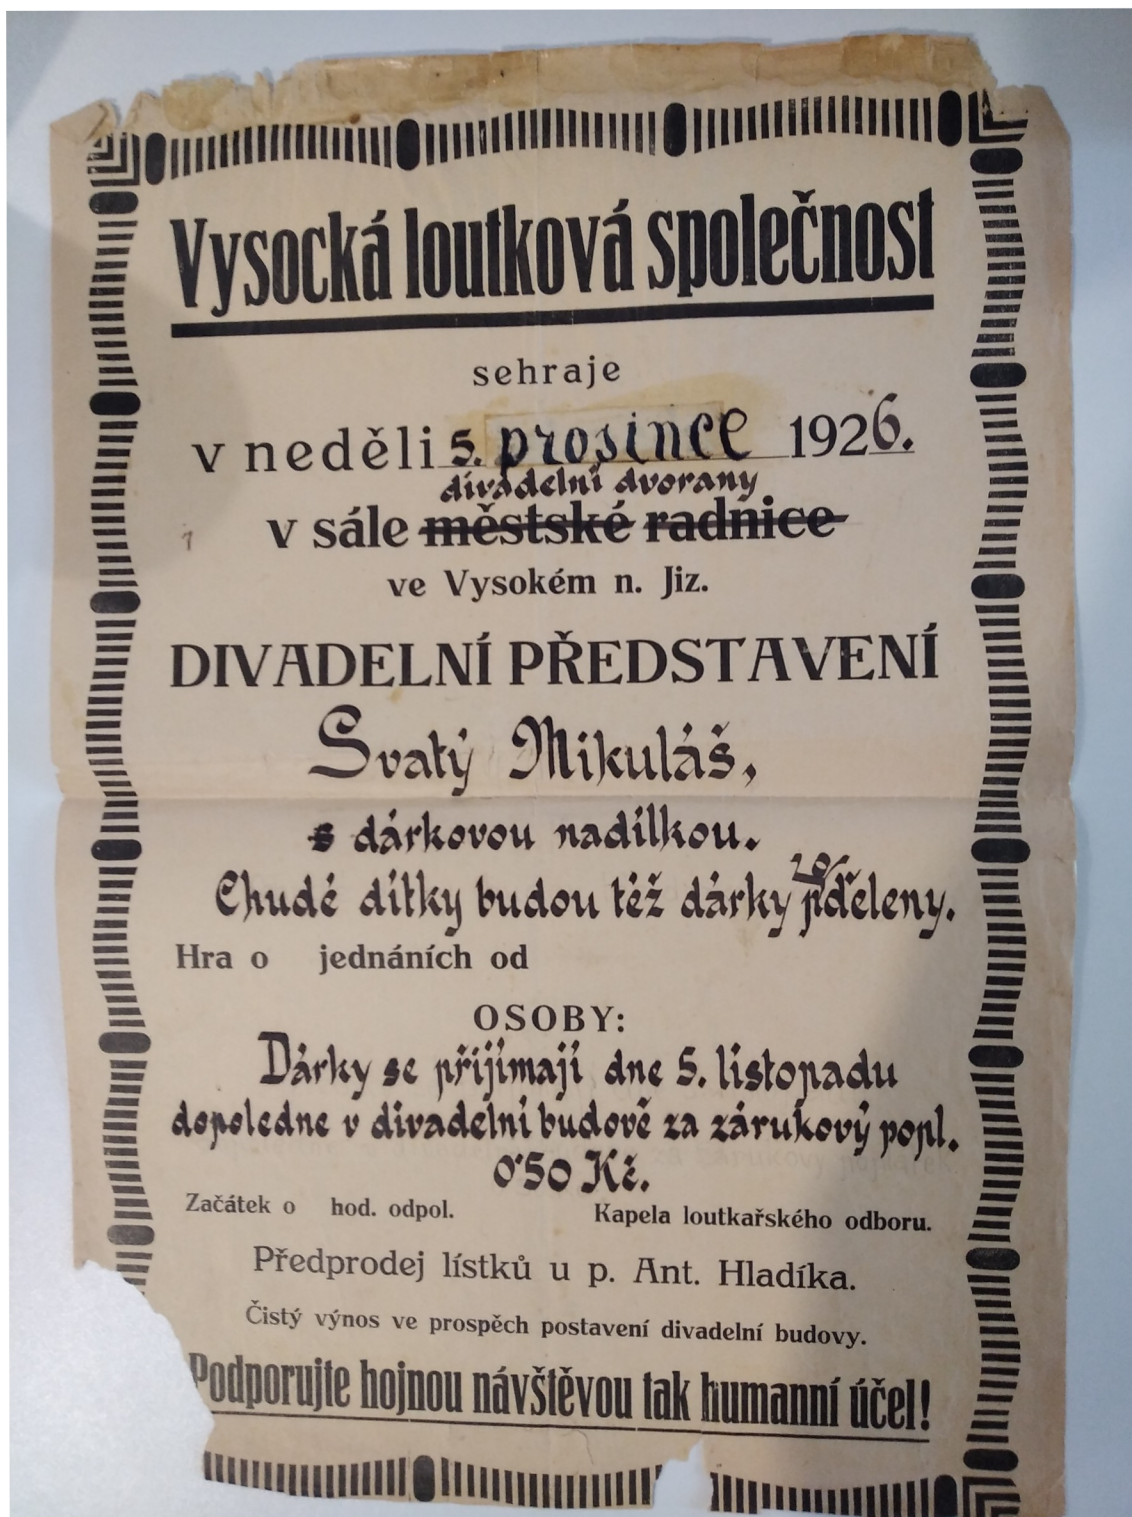 Vysocká loutková společnost
sehraje
v neděli 5. prosince 1926.
divadelní dvorany
v sále městské radnice
ve Vysokém n. Jiz.
DIVADELNÍ PŘEDSTAVENÍ
Svatý Mikuláš,
s dárkovou nadílkou.
Chudé dítky budou též dárky poděleny.
Hra o jednáních od
OSOBY:
Dárky se přijímají dne 5. listopadu
dopoledne v divadelní budově za zárukový popl.
0·50 Kč.
Začátek o hod. odpol. Kapela loutkařského odboru.
Předprodej lístků u p. Ant. Hladíka.
Čistý výnos ve prospěch postavení divadelní budovy.
Podporujte hojnou návštěvou tak humanní účel!